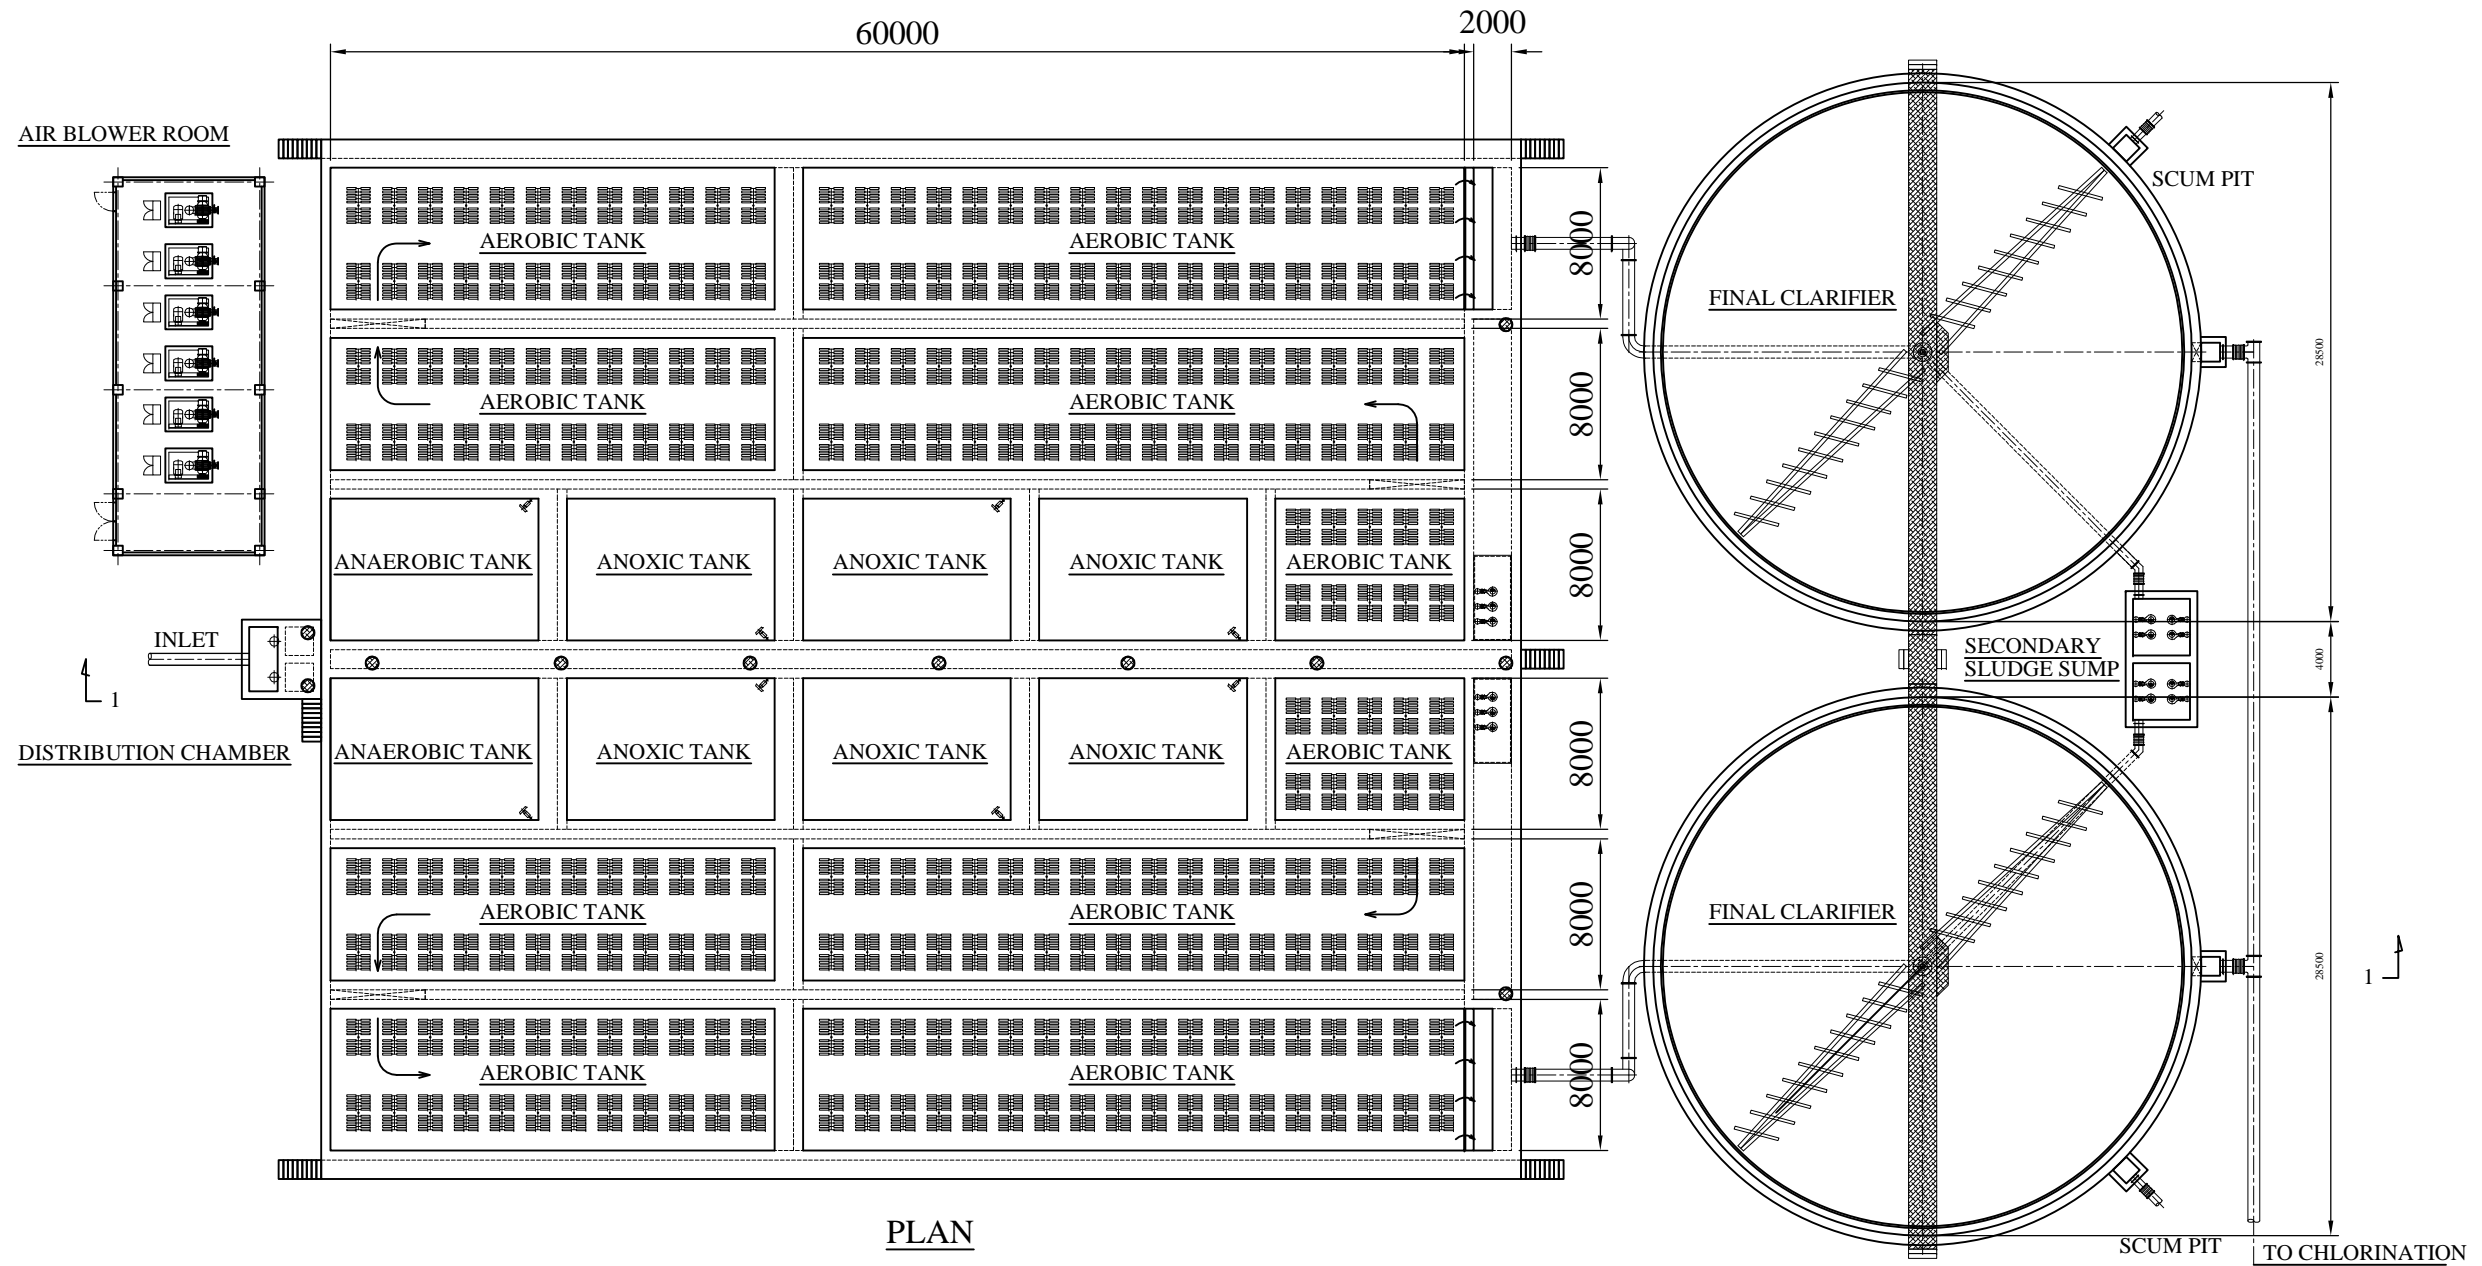 60000
2000
AIR BLOWER ROOM
SCUM PIT
AEROBIC TANK
AEROBIC TANK
8000
FINAL CLARIFIER
28500
AEROBIC TANK
AEROBIC TANK
8000
ANAEROBIC TANK
ANOXIC TANK
ANOXIC TANK
ANOXIC TANK
AEROBIC TANK
8000
INLET
1
SECONDARY
SLUDGE SUMP
4000
DISTRIBUTION CHAMBER
ANAEROBIC TANK
ANOXIC TANK
ANOXIC TANK
ANOXIC TANK
AEROBIC TANK
8000
AEROBIC TANK
AEROBIC TANK
8000
FINAL CLARIFIER
28500
1
AEROBIC TANK
AEROBIC TANK
8000
PLAN
SCUM PIT
TO CHLORINATION